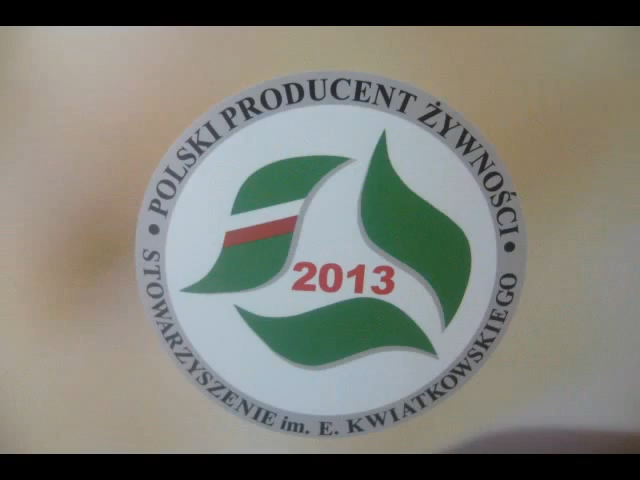 • POLSKI PRODUCENT ŻYWNOŚCI •
2013
STOWARZYSZENIE im. E. KWIATKOWSKIEGO